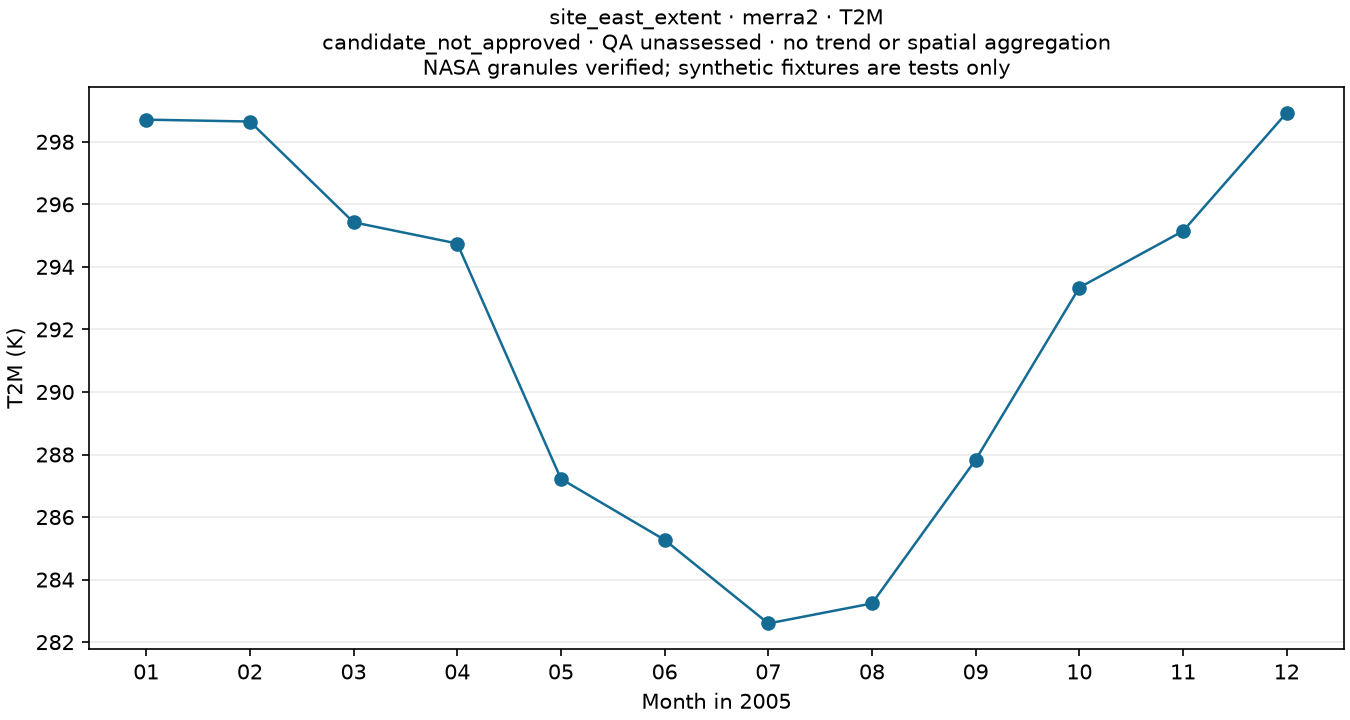 site_east_extent · merra2 · T2M
candidate_not_approved · QA unassessed · no trend or spatial aggregation
NASA granules verified; synthetic fixtures are tests only
T2M (K)
298
296
294
292
290
288
286
284
282
01 02 03 04 05 06 07 08 09 10 11 12
Month in 2005